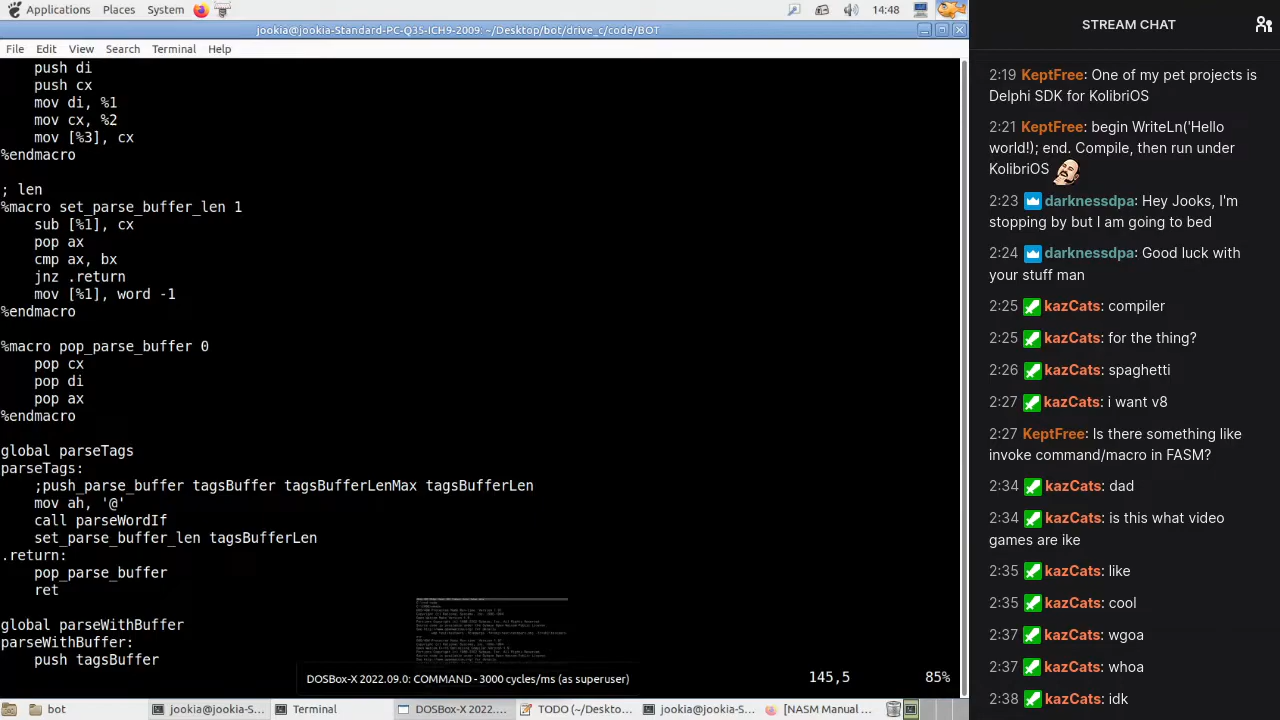 Applications Places System 14:48
jookia@jookia-Standard-PC-Q35-ICH9-2009: ~/Desktop/bot/drive_c/code/BOT
File Edit View Search Terminal Help
push di
push cx
mov di, %1
mov cx, %2
mov [%3], cx
%endmacro
; len
%macro set_parse_buffer_len 1
sub [%1], cx
pop ax
cmp ax, bx
jnz .return
mov [%1], word -1
%endmacro
%macro pop_parse_buffer 0
pop cx
pop di
pop ax
%endmacro
global parseTags
parseTags:
;push_parse_buffer tagsBuffer tagsBufferLenMax tagsBufferLen
mov ah, '@'
call parseWordIf
set_parse_buffer_len tagsBufferLen
.return:
pop_parse_buffer
ret
global parseWithBuffer
parseWithBuffer:
tagsBuffer
145,5 85%
DOSBox-X 2022.09.0: COMMAND - 3000 cycles/ms (as superuser)
bot jookia@jookia-S... Termin DOSBox-X 2022.... TODO (~/Deskto... jookia@jookia-S... [NASM Manual ...
STREAM CHAT
2:19 KeptFree: One of my pet projects is
Delphi SDK for KolibriOS
2:21 KeptFree: begin WriteLn('Hello
world!); end. Compile, then run under
KolibriOS
2:23 darknessdpa: Hey Jooks, I'm
stopping by but I am going to bed
2:24 darknessdpa: Good luck with
your stuff man
2:25 kazCats: compiler
2:25 kazCats: for the thing?
2:26 kazCats: spaghetti
2:27 kazCats: i want v8
2:27 KeptFree: Is there something like
invoke command/macro in FASM?
2:34 kazCats: dad
2:34 kazCats: is this what video
games are ike
2:35 kazCats: like
2:35 kazCats: ?
2:37 kazCats: wow
2:37 kazCats: whoa
2:38 kazCats: idk